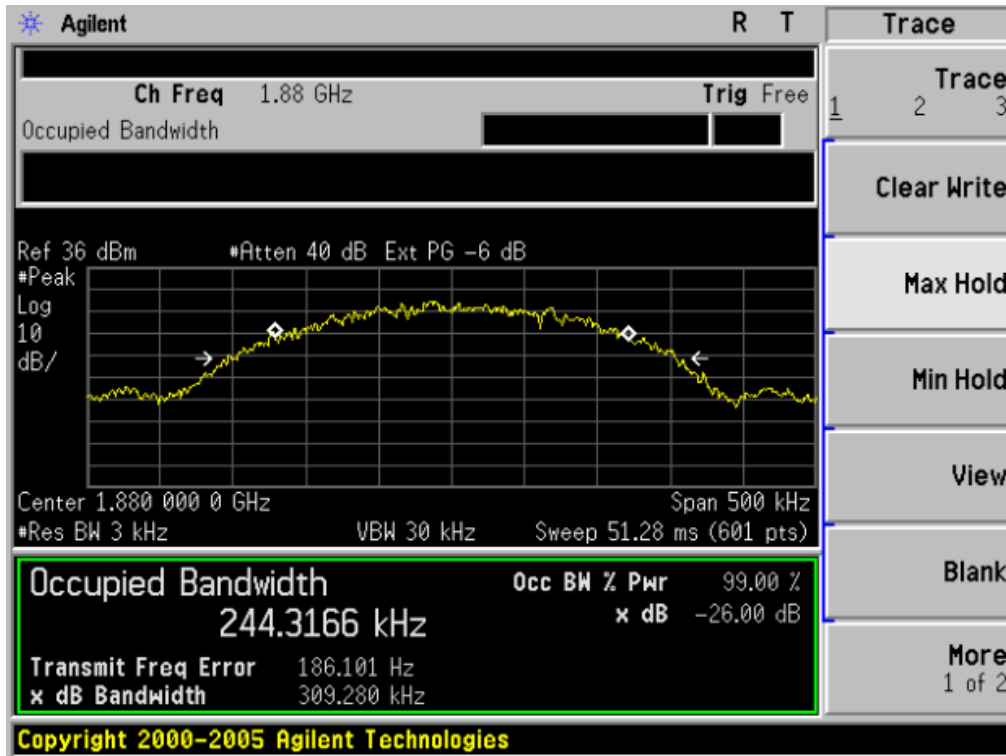 Agilent R T
Ch Freq 1.88 GHz Trig Free
Occupied Bandwidth
Ref 36 dBm #Atten 40 dB Ext PG -6 dB
#Peak
Log
10
dB/
Center 1.880 000 0 GHz Span 500 kHz
#Res BW 3 kHz VBW 30 kHz Sweep 51.28 ms (601 pts)
Occupied Bandwidth
244.3166 kHz
Occ BW % Pwr 99.00 %
x dB -26.00 dB
Transmit Freq Error 186.101 Hz
x dB Bandwidth 309.280 kHz
Copyright 2000-2005 Agilent Technologies
Trace
Trace
1 2 3
Clear Write
Max Hold
Min Hold
View
Blank
More
1 of 2